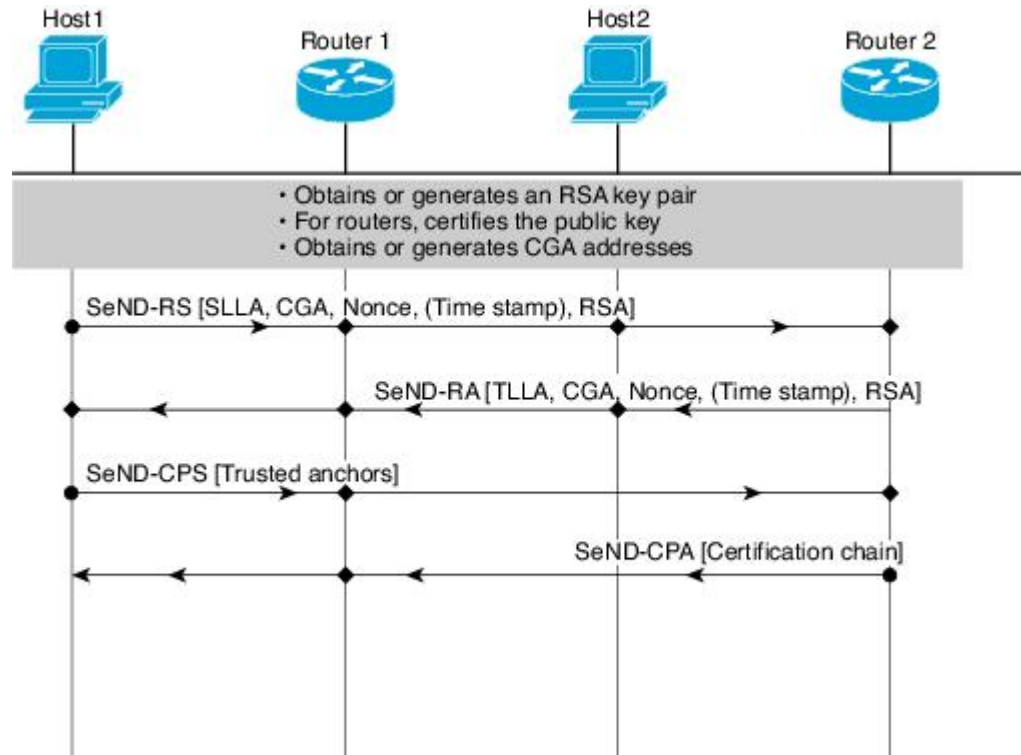 Host1
Router 1
Host2
Router 2
• Obtains or generates an RSA key pair
• For routers, certifies the public key
• Obtains or generates CGA addresses
SeND-RS [SLLA, CGA, Nonce, (Time stamp), RSA]
SeND-RA [TLLA, CGA, Nonce, (Time stamp), RSA]
SeND-CPS [Trusted anchors]
SeND-CPA [Certification chain]